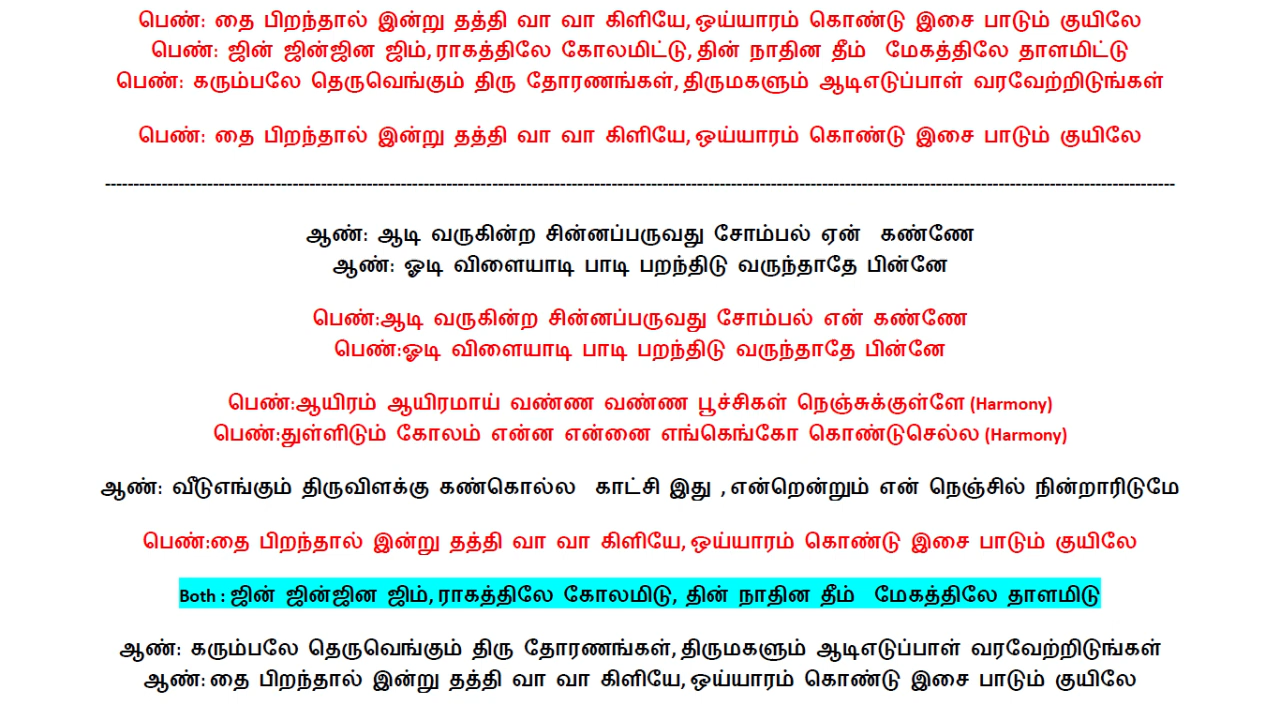 பெண்: தை பிறந்தால் இன்று தத்தி வா வா கிளியே, ஒய்யாரம் கொண்டு இசை பாடும் குயிலே
பெண்: ஜின் ஜின்ஜின ஜிம், ராகத்திலே கோலமிட்டு, தின் நாதின தீம் மேகத்திலே தாளமிட்டு
பெண்: கரும்பலே தெருவெங்கும் திரு தோரணங்கள், திருமகளும் ஆடிஎடுப்பாள் வரவேற்றிடுங்கள்
பெண்: தை பிறந்தால் இன்று தத்தி வா வா கிளியே, ஒய்யாரம் கொண்டு இசை பாடும் குயிலே
--------------------------------------------------------------------------------
ஆண்: ஆடி வருகின்ற சின்னப்பருவது சோம்பல் ஏன் கண்ணே
ஆண்: ஓடி விளையாடி பாடி பறந்திடு வருந்தாதே பின்னே
பெண்:ஆடி வருகின்ற சின்னப்பருவது சோம்பல் என் கண்ணே
பெண்:ஓடி விளையாடி பாடி பறந்திடு வருந்தாதே பின்னே
பெண்:ஆயிரம் ஆயிரமாய் வண்ண வண்ண பூச்சிகள் நெஞ்சுக்குள்ளே (Harmony)
பெண்:துள்ளிடும் கோலம் என்ன என்னை எங்கெங்கோ கொண்டுசெல்ல (Harmony)
ஆண்: வீடுஎங்கும் திருவிளக்கு கண்கொல்ல காட்சி இது , என்றென்றும் என் நெஞ்சில் நின்றாரிடுமே
பெண்:தை பிறந்தால் இன்று தத்தி வா வா கிளியே, ஒய்யாரம் கொண்டு இசை பாடும் குயிலே
Both : ஜின் ஜின்ஜின ஜிம், ராகத்திலே கோலமிடு, தின் நாதின தீம் மேகத்திலே தாளமிடு
ஆண்: கரும்பலே தெருவெங்கும் திரு தோரணங்கள், திருமகளும் ஆடிஎடுப்பாள் வரவேற்றிடுங்கள்
ஆண்: தை பிறந்தால் இன்று தத்தி வா வா கிளியே, ஒய்யாரம் கொண்டு இசை பாடும் குயிலே